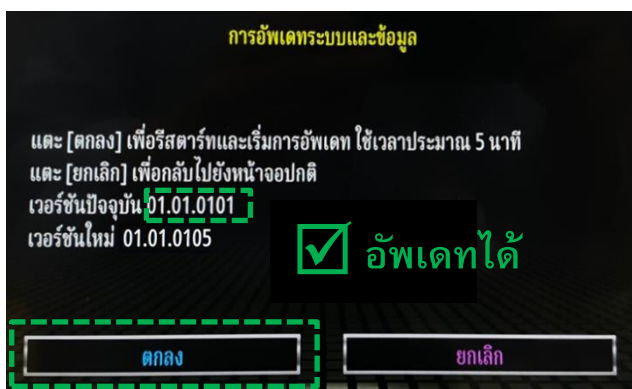 การอัพเดทระบบและข้อมูล
แตะ [ตกลง] เพื่อรีสตาร์ทและเริ่มการอัพเดท ใช้เวลาประมาณ 5 นาที
แตะ [ยกเลิก] เพื่อกลับไปยังหน้าจอปกติ
เวอร์ชันปัจจุบัน 01.01.0101
เวอร์ชันใหม่ 01.01.0105
อัพเดทได้
ตกลง
ยกเลิก